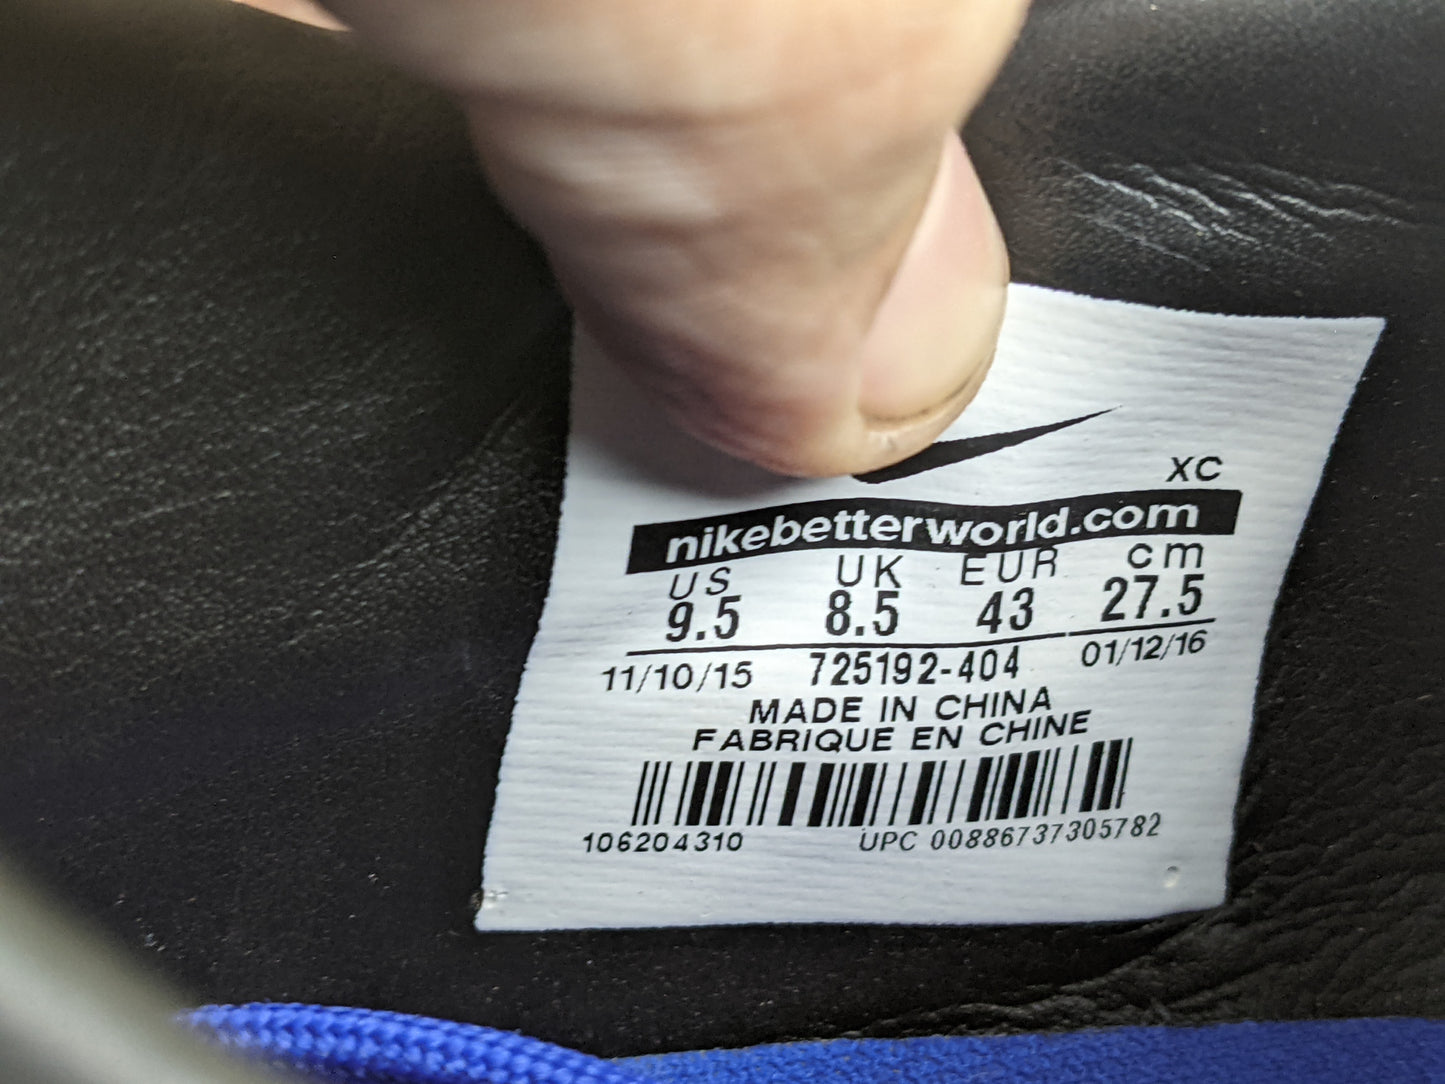 XC
nikebetterworld.com
US UK EUR cm
9.5 8.5 43 27.5
11/10/15 725192-404 01/12/16
MADE IN CHINA
FABRIQUE EN CHINE
106204310 UPC 00886737305782